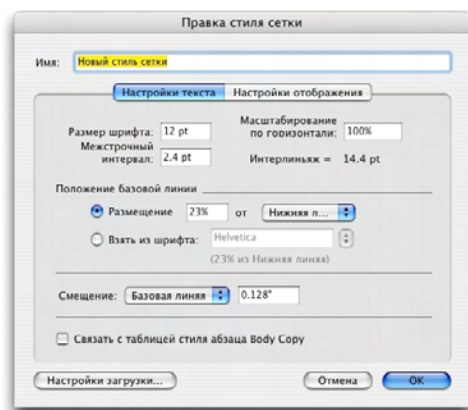 Правка стиля сетки
Имя: Новый стиль сетки
Настройки текста Настройки отображения
Размер шрифта: 12 pt Масштабирование по горизонтали: 100%
Межстрочный интервал: 2.4 pt Интерлиньяж = 14.4 pt
Положение базовой линии
Размещение 23% от Нижняя л...
Взять из шрифта: Helvetica
(23% из Нижняя линия)
Смещение: Базовая линия 0.128"
Связать с таблицей стиля абзаца Body Copy
Настройки загрузки... Отмена OK